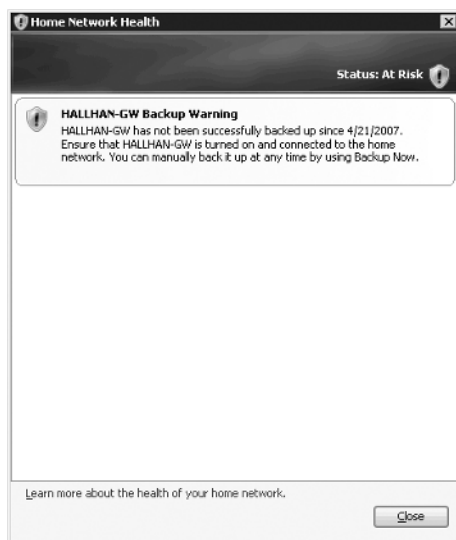 Home Network Health
Status: At Risk
HALLHAN-GW Backup Warning
HALLHAN-GW has not been successfully backed up since 4/21/2007.
Ensure that HALLHAN-GW is turned on and connected to the home
network. You can manually back it up at any time by using Backup Now.
Learn more about the health of your home network.
Close